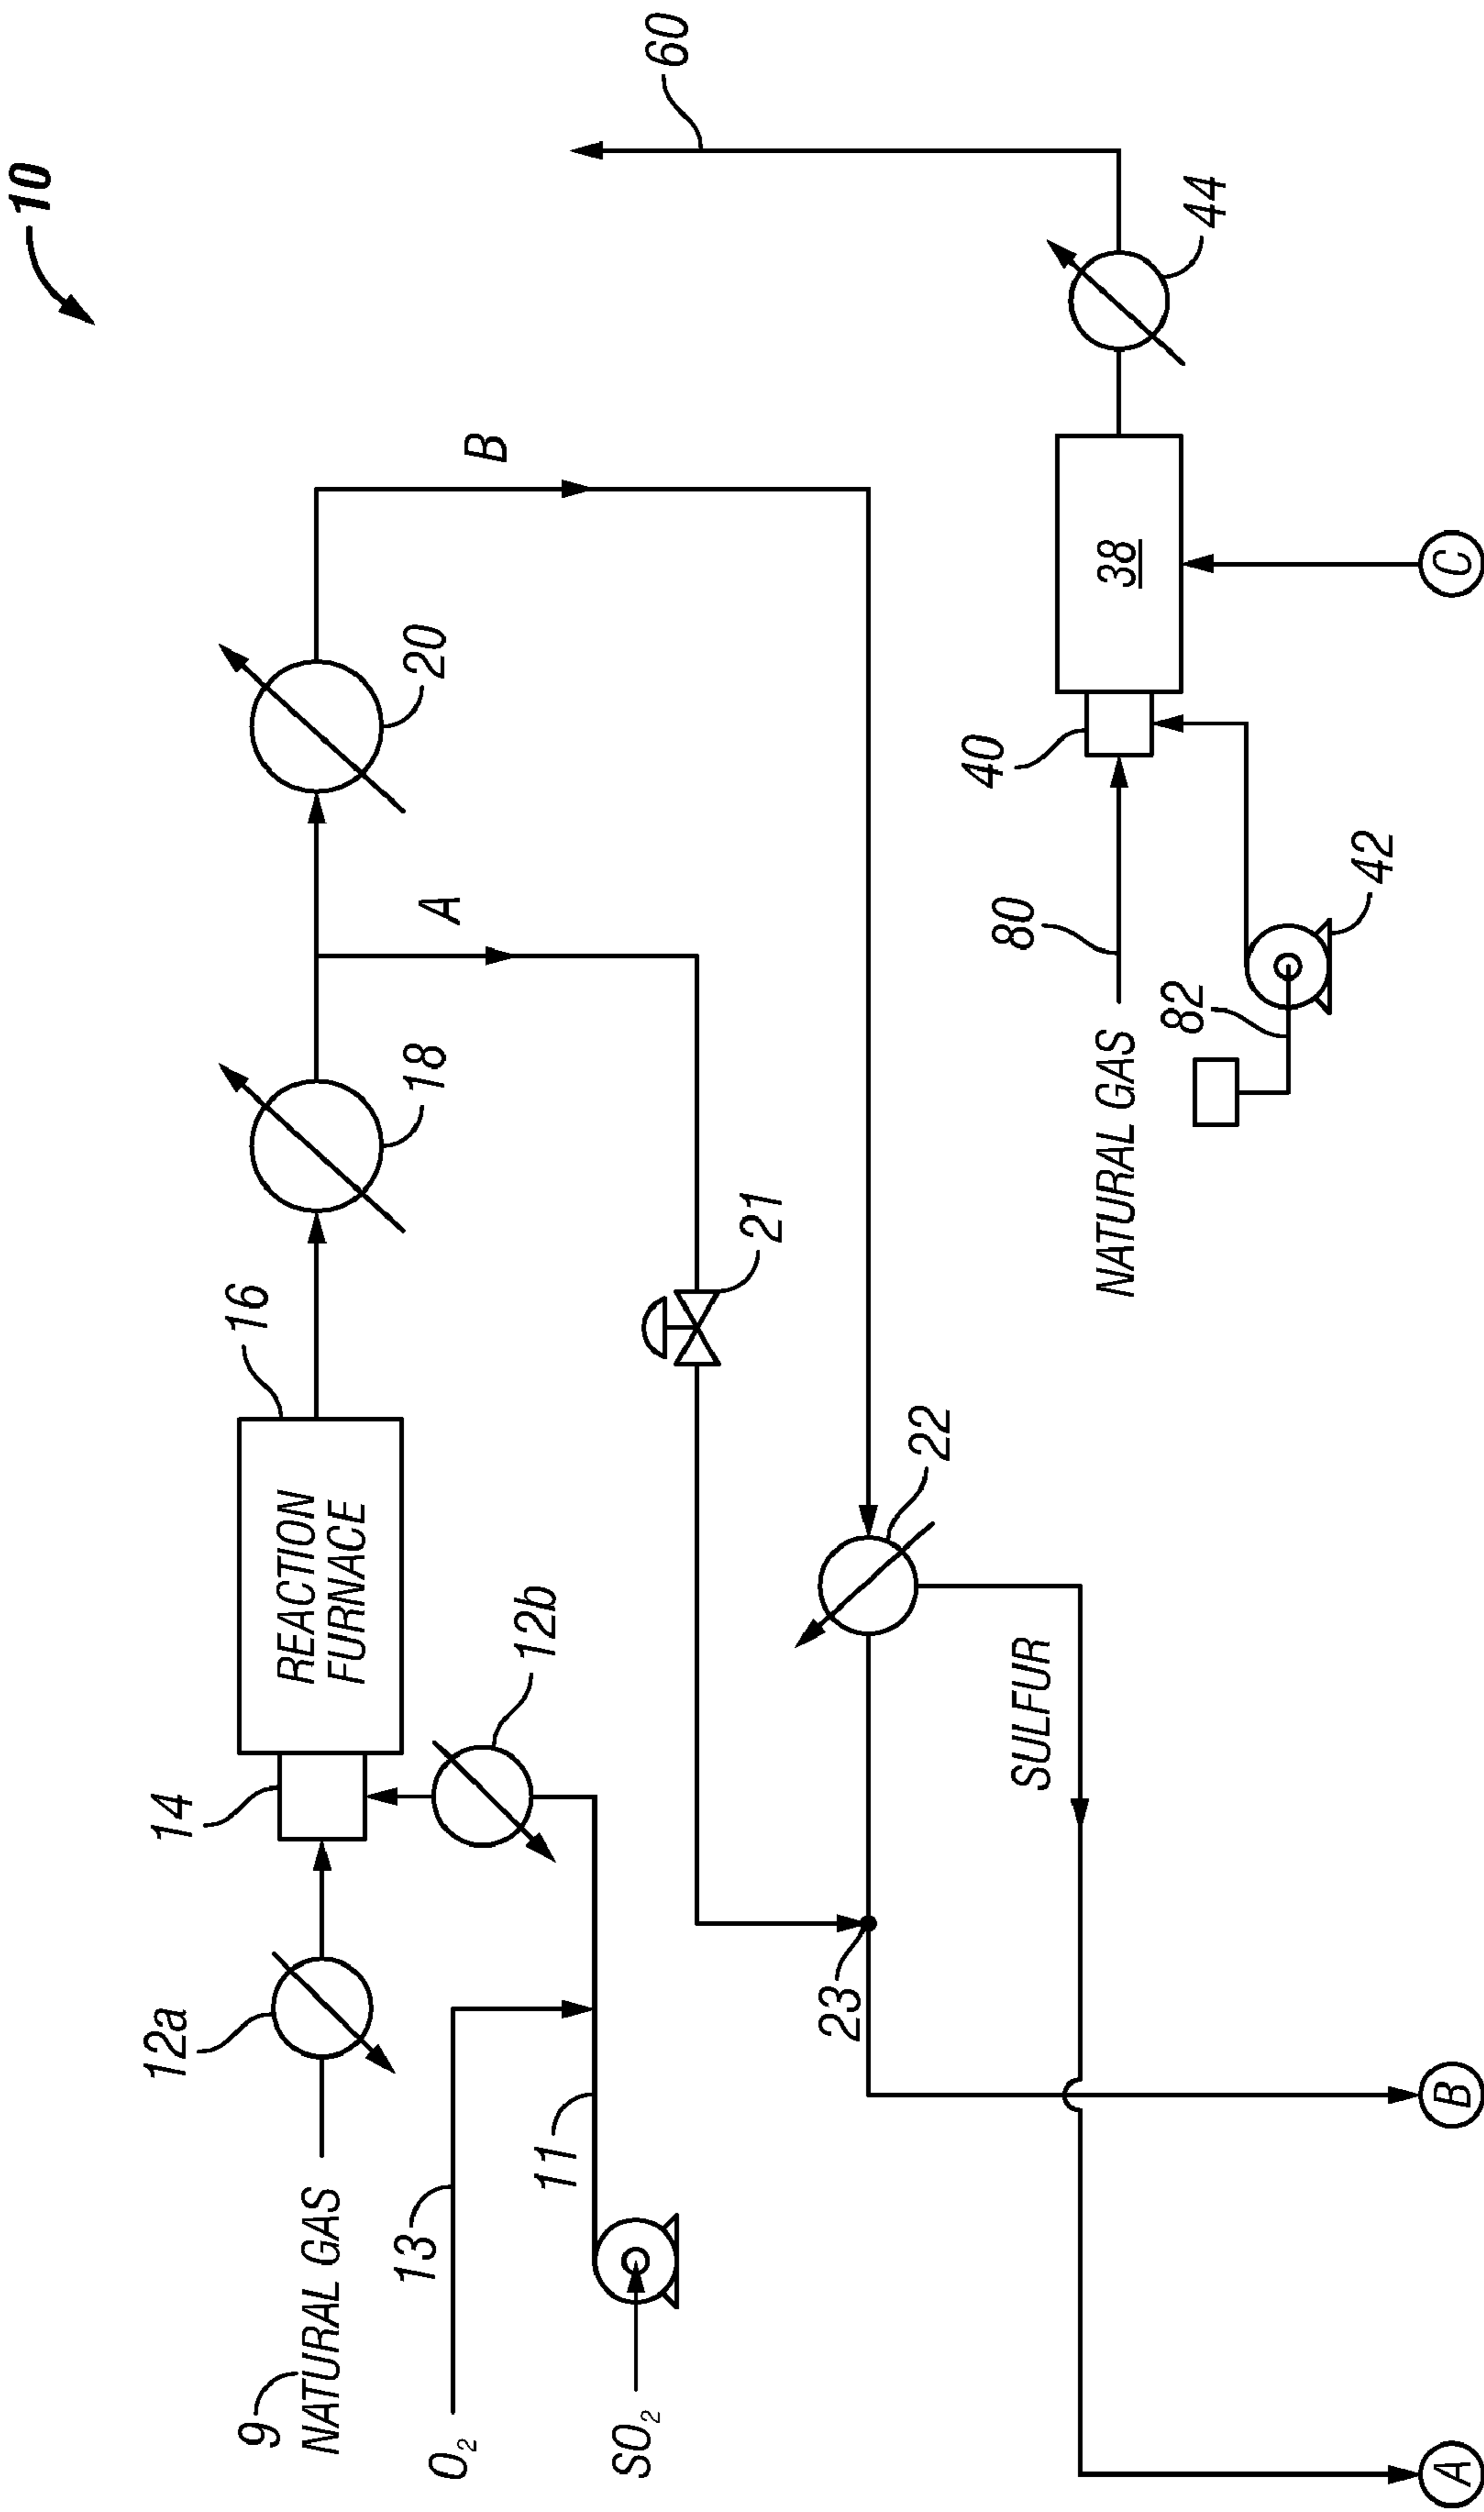 10
16
18
20
B
60
14
REACTION
FURNACE
A
12a
12b
9
NATURAL GAS
13
O2
11
SO2
21
22
23
SULFUR
40
38
44
80
NATURAL GAS
82
42
A
B
C